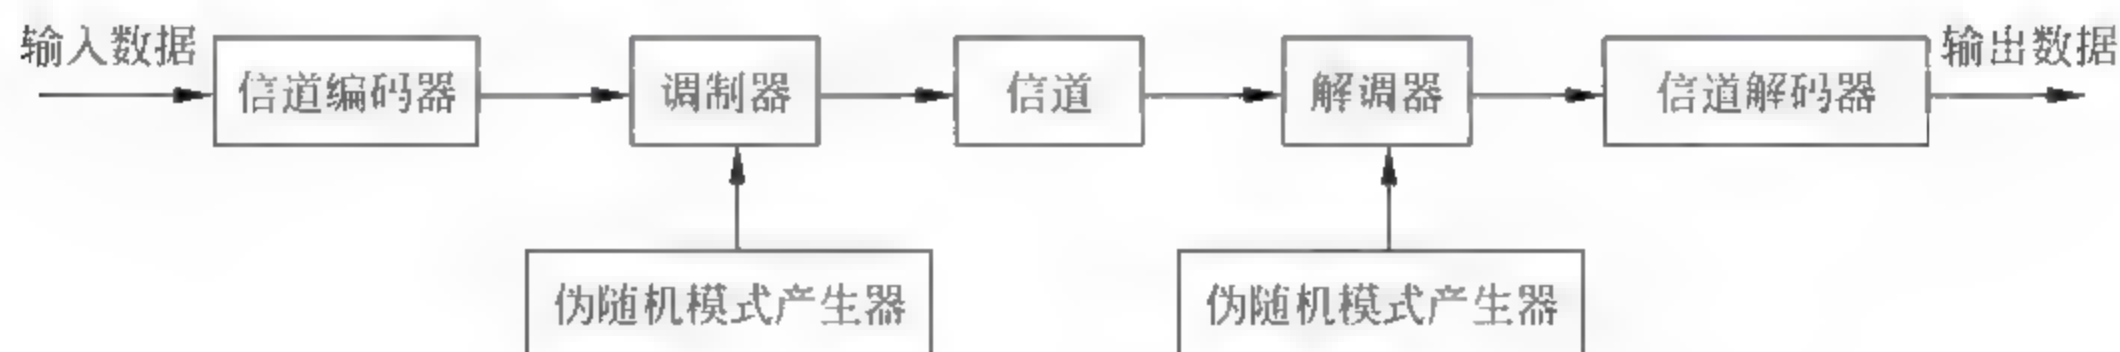 输入数据
信道编码器
调制器
信道
解调器
信道解码器
输出数据
伪随机模式产生器
伪随机模式产生器